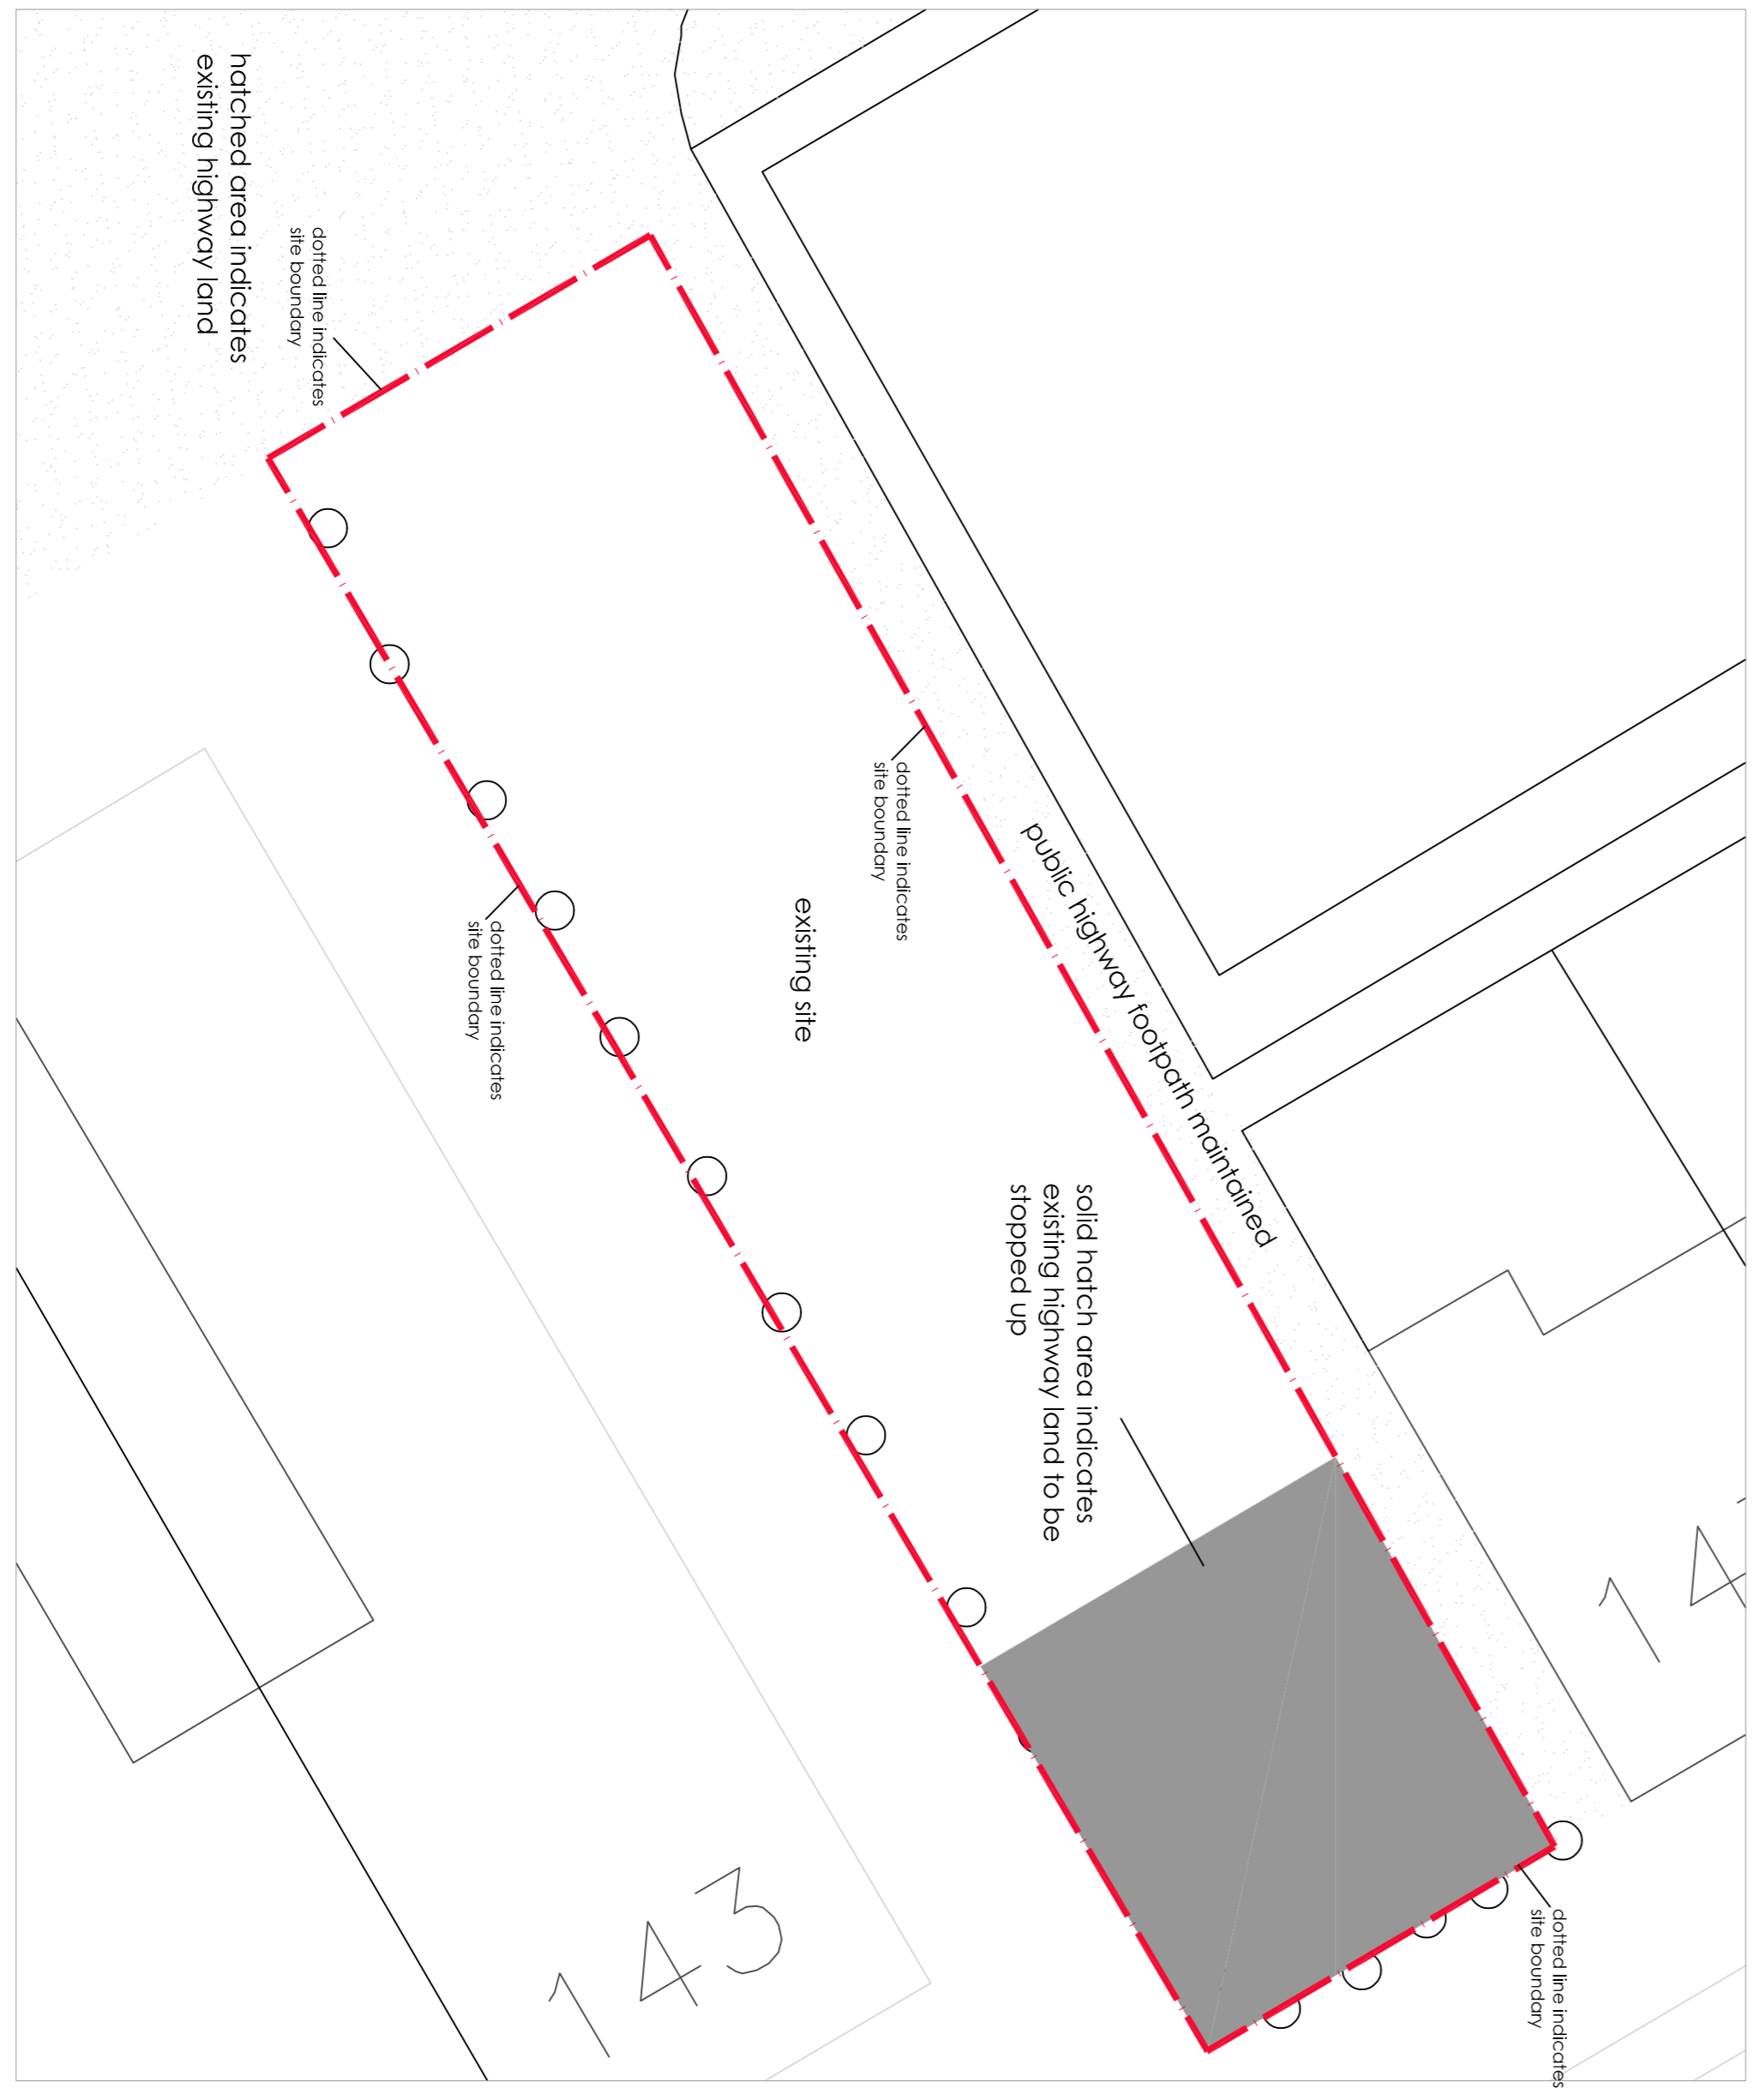 hatched area indicates
existing highway land
dotted line indicates
site boundary
dotted line indicates
site boundary
public highway footpath maintained
existing site
dotted line indicates
site boundary
solid hatch area indicates
existing highway land to be
stopped up
14
143
dotted line indicates
site boundary